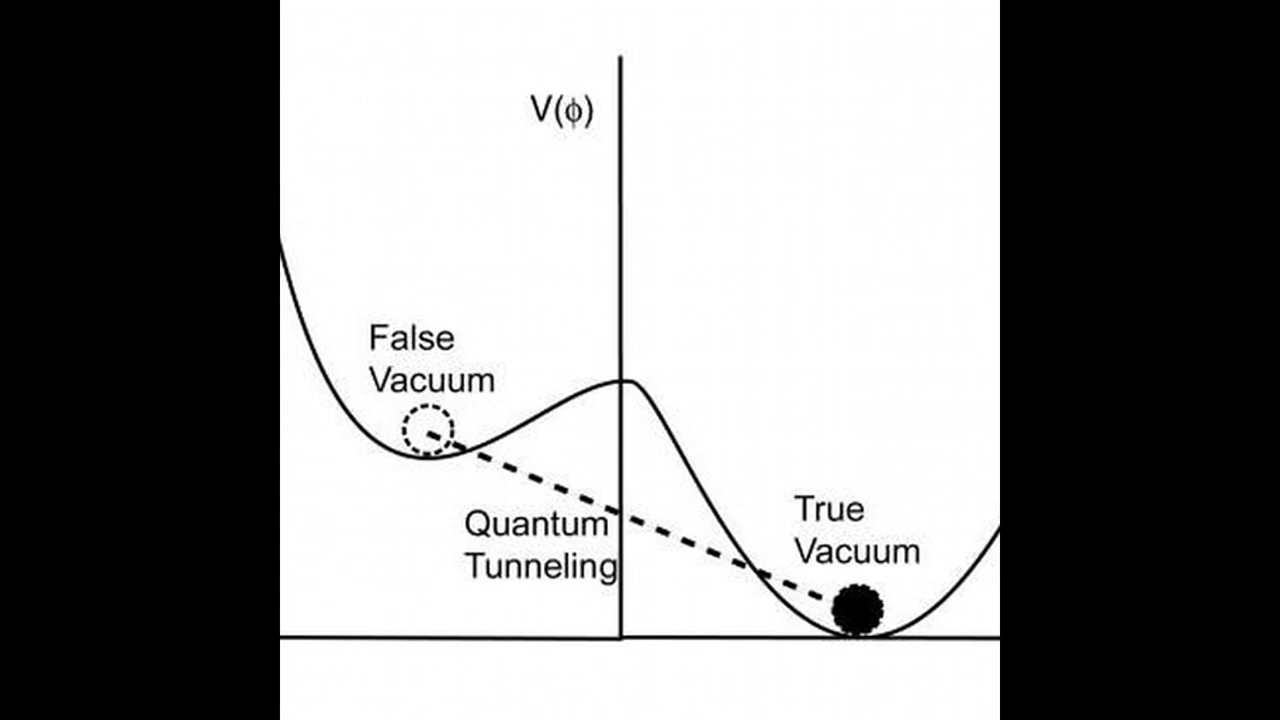 V(ϕ)
False
Vacuum
Quantum
Tunneling
True
Vacuum